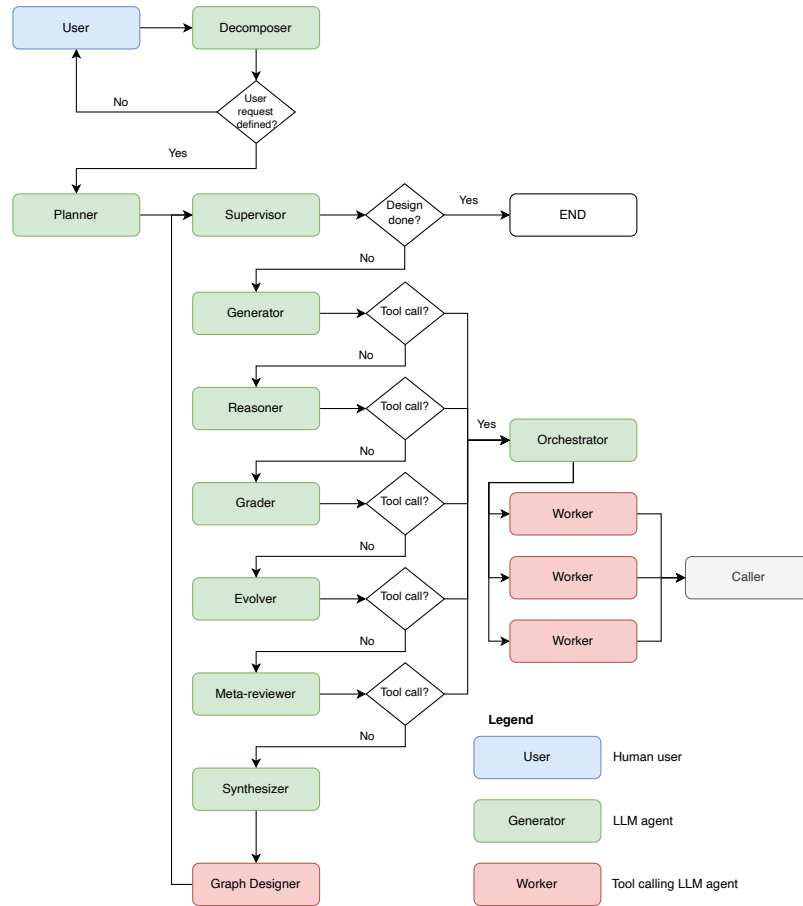 User
Decomposer
No
User
request
defined?
Yes
Planner
Supervisor
Design
done?
Yes
END
No
Generator
Tool call?
No
Reasoner
Tool call?
Yes
Orchestrator
No
Grader
Tool call?
Worker
No
Evolver
Tool call?
Worker
Caller
No
Worker
Meta-reviewer
Tool call?
No
Legend
User
Human user
Synthesizer
Generator
LLM agent
Graph Designer
Worker
Tool calling LLM agent